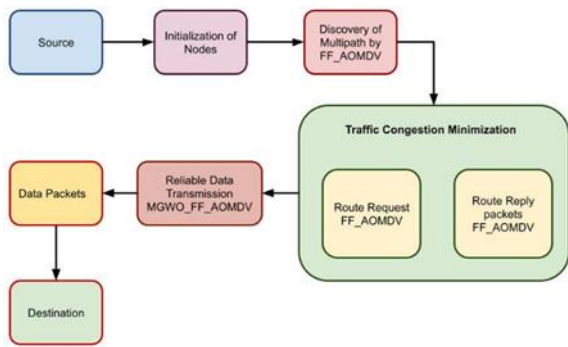 Source
Initialization of
Nodes
Discovery of
Multipath by
FF_AOMDV
Traffic Congestion Minimization
Route Request
FF_AOMDV
Route Reply
packets
FF_AOMDV
Reliable Data
Transmission
MGWO_FF_AOMDV
Data Packets
Destination